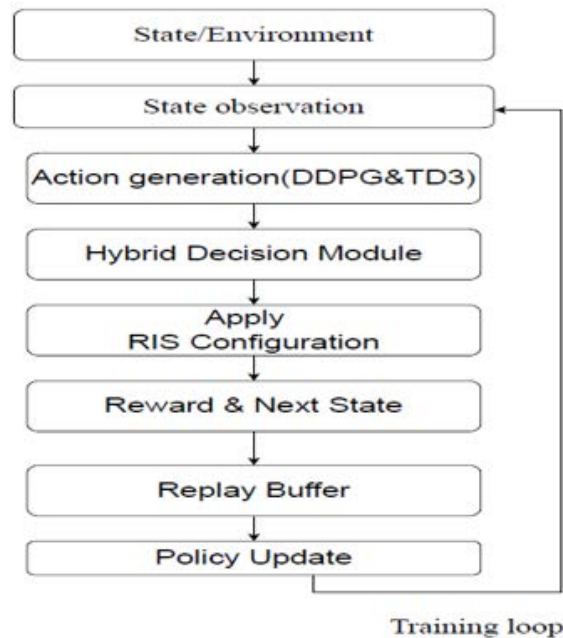 State/Environment
State observation
Action generation(DDPG&TD3)
Hybrid Decision Module
Apply
RIS Configuration
Reward & Next State
Replay Buffer
Policy Update
Training loop